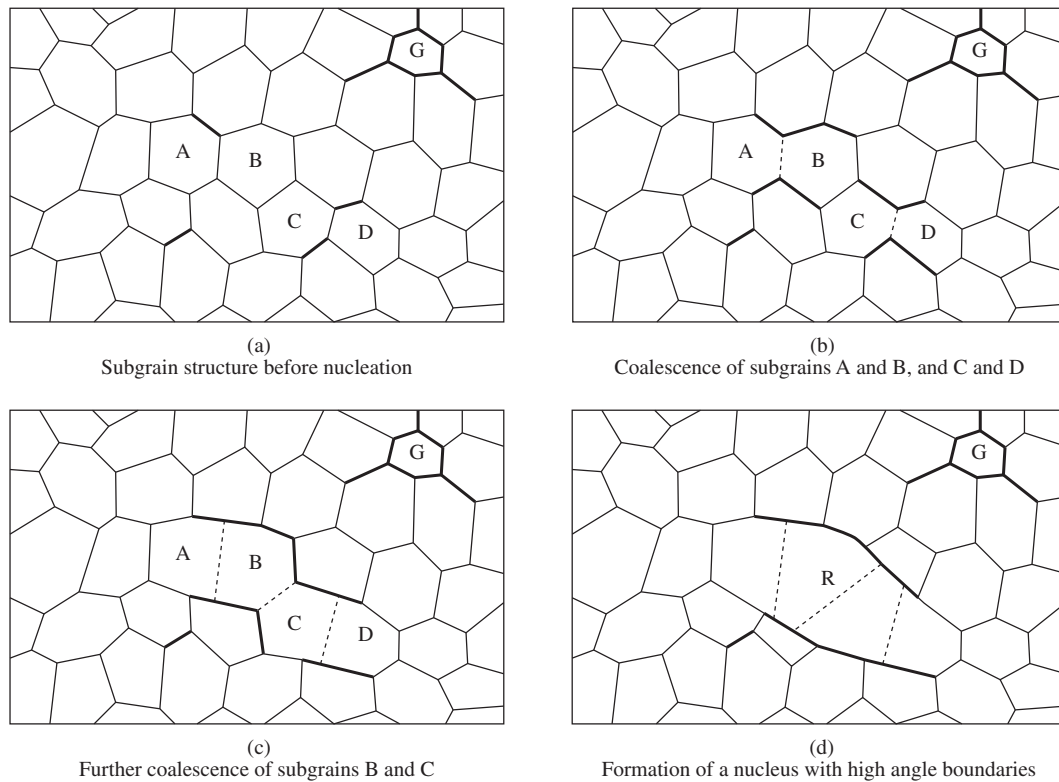 G
A
B
C
D
(a)
Subgrain structure before nucleation
G
A
B
C
D
(b)
Coalescence of subgrains A and B, and C and D
G
A
B
C
D
(c)
Further coalescence of subgrains B and C
G
R
(d)
Formation of a nucleus with high angle boundaries